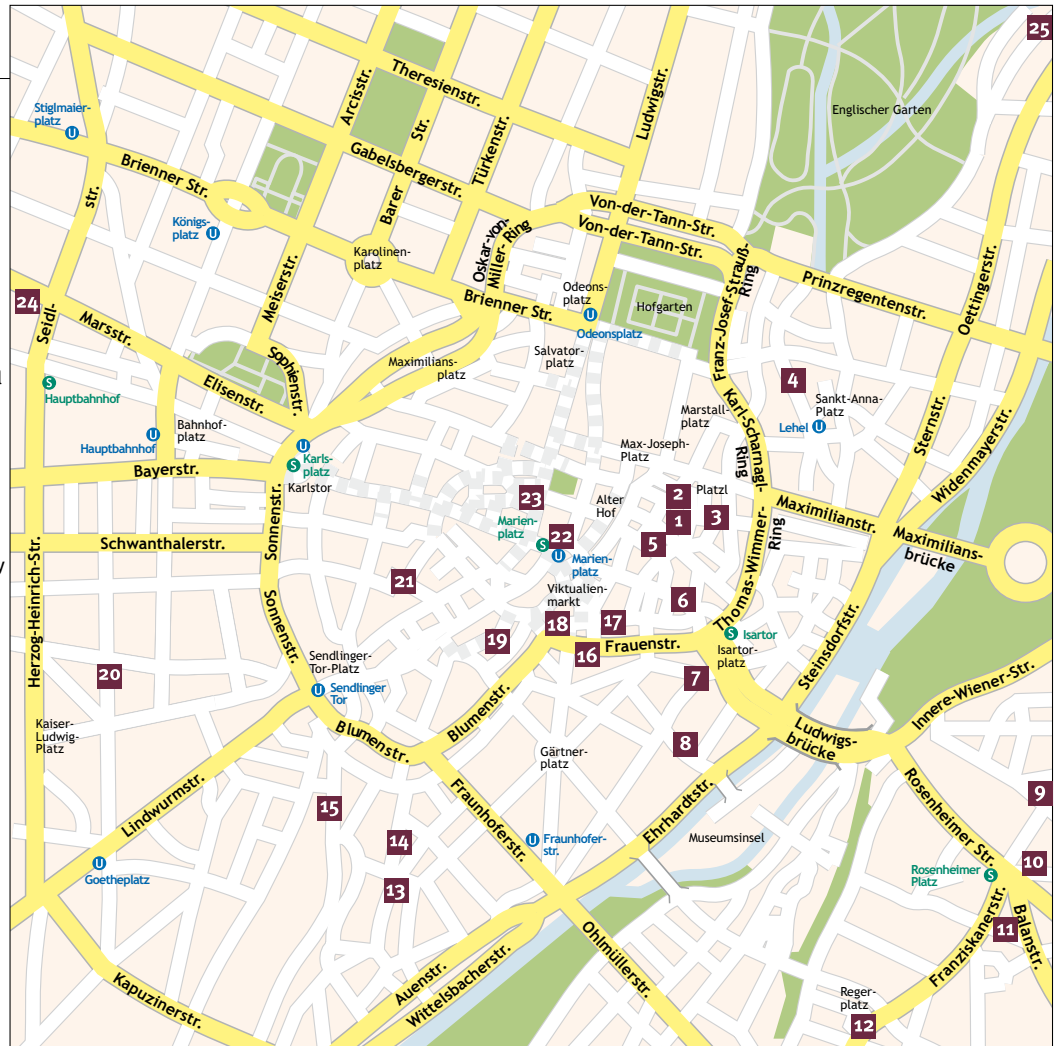 25
Theresienstr.
Arcisstr.
Str.
Ludwigstr.
Englischer Garten
Stiglmaier-
platz
U
Türkenstr.
Gabelsbergerstr.
Brienner Str.
Barer
str.
Königs-
platz
U
Von-der-Tann-Str.
Von-der-Tann-Str.
Oskar-von-
Miller-Ring
Karolinen-
platz
Franz-Josef-Strauß-
Ring
Prinzregentenstr.
Oettingerstr.
Meiserstr.
24
Seidl-
Marsstr.
Brienner Str.
Odeons-
platz
U
Odeonsplatz
Hofgarten
Sophienstr.
Maximilians-
platz
Salvator-
platz
Elisenstr.
S
Hauptbahnhof
4
Sankt-Anna-
Platz
Lehel
U
Marstall-
platz
Karl-Scharnagl-
Ring
Sternstr.
Widenmayerstr.
Hauptbahnhof
U
Bahnhof-
platz
U
S
Karls-
platz
Karlstor
Max-Joseph-
Platz
Bayerstr.
23
Alter
Hof
2
Platzl
1
3
5
Maximilianstr.
Maximilians-
brücke
Marien-
platz
S
22
U
Marien-
platz
Sonnenstr.
Schwanthalerstr.
Herzog-Heinrich-Str.
Thomas-Wimmer-
Ring
21
Viktualien-
markt
6
18
17
16
Frauenstr.
S
Isartor
Isartor-
platz
Steinsdorfstr.
19
Sonnenstr.
Sendlinger-
Tor-Platz
U
Sendlinger
Tor
20
7
Innere-Wiener-Str.
Kaiser-
Ludwig-
Platz
Blumenstr.
Blumenstr.
Gärtner-
platz
8
Ludwigs-
brücke
Lindwurmstr.
15
14
13
Fraunhoferstr.
U
Fraunhofer-
str.
Ehrhardtstr.
Museumsinsel
Rosenheimer Str.
9
10
U
Goetheplatz
Rosenheimer
Platz
S
11
Balanstr.
Franziskanerstr.
Ohlmüllerstr.
Auenstr.
Wittelsbacherstr.
Kapuzinerstr.
Reger-
platz
12